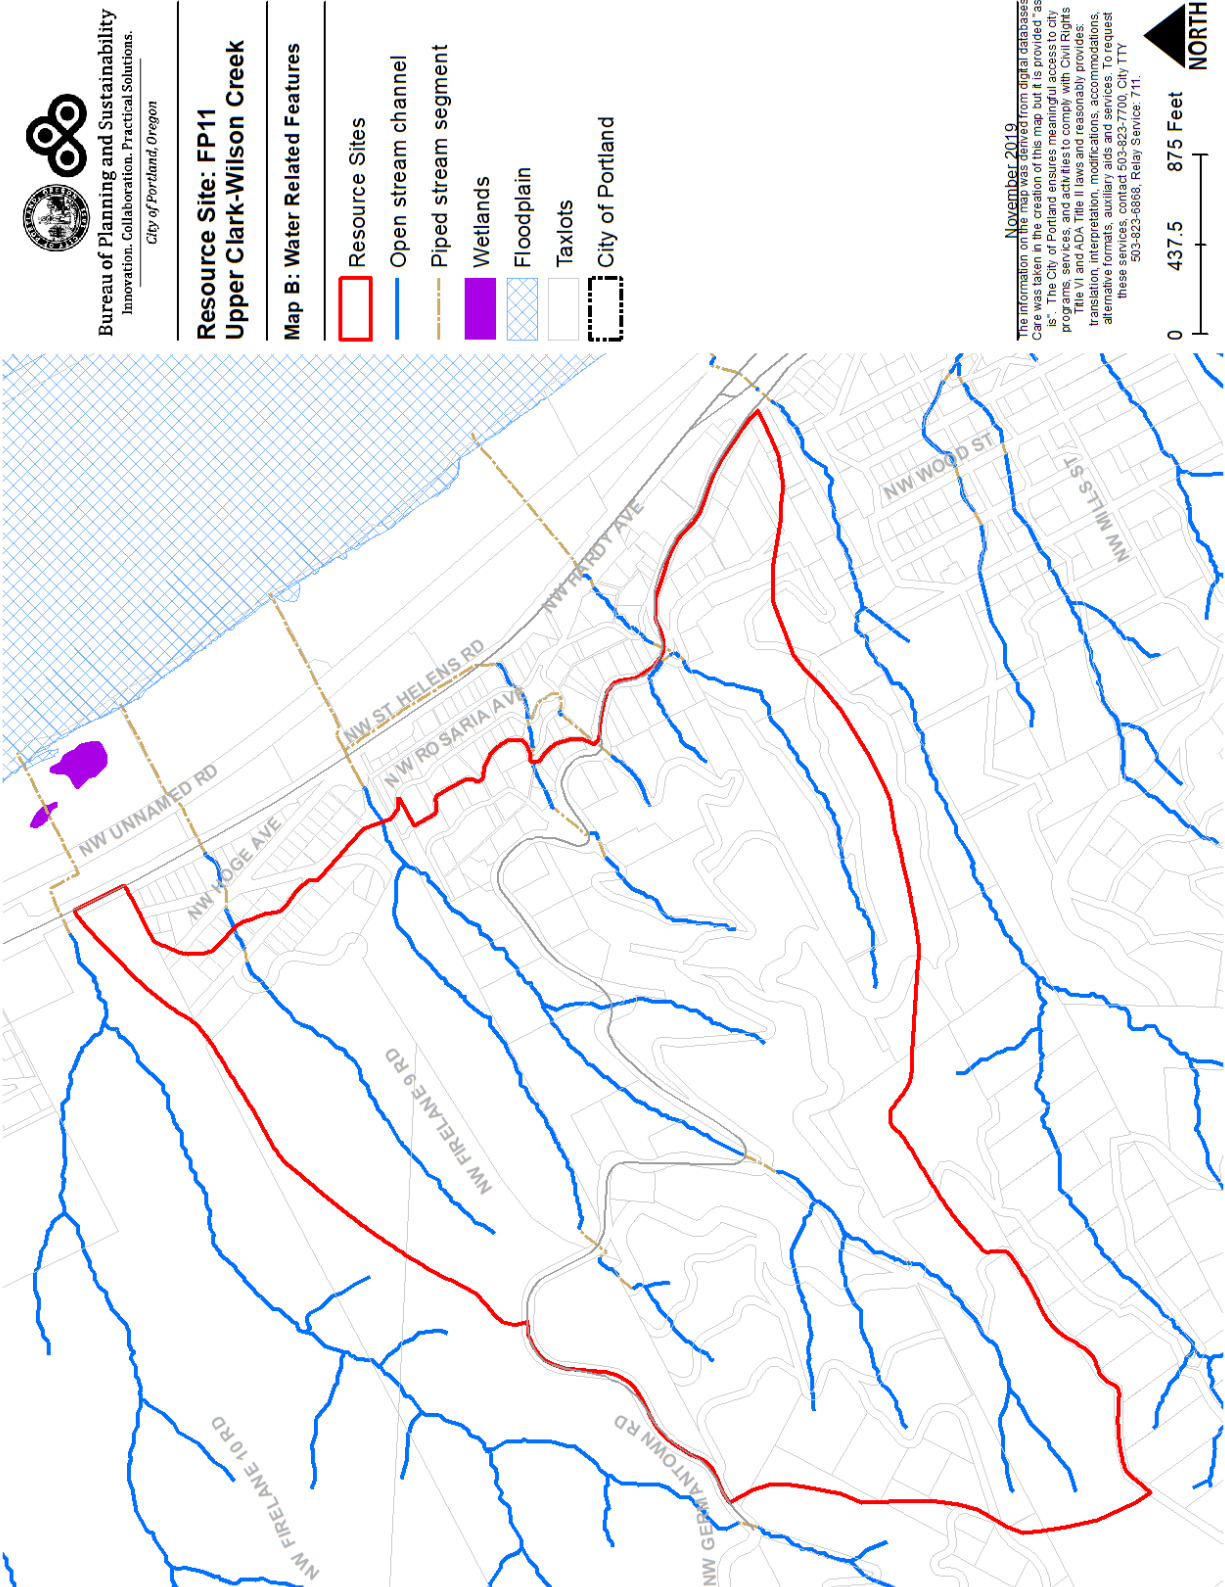 Bureau of Planning and Sustainability
Innovation. Collaboration. Practical Solutions.
City of Portland, Oregon
Resource Site: FP11
Upper Clark-Wilson Creek
Map B: Water Related Features
Resource Sites
Open stream channel
Piped stream segment
Wetlands
Floodplain
Taxlots
City of Portland
November 2019
The information on the map was derived from digital databases
Care was taken in the creation of this map but it is provided "as
is". The City of Portland ensures meaningful access to city
programs, services, and activities to comply with Civil Rights
Title VI and ADA Title II laws and reasonably provides:
translation, interpretation, modifications, accommodations,
alternative formats, auxiliary aids and services. To request
these services, contact 503-823-7700, City TTY
503-823-6868, Relay Service: 711.
0 437.5 875 Feet
NORTH
NW UNNAMED RD
NW HOGE AVE
NW ST HELENS RD
NW ROSARIA AVE
NW HARDY AVE
NW WOOD ST
NW MILLS ST
NW FIRELANE 9 RD
NW FIRELANE 10 RD
NW GERMANTOWN RD